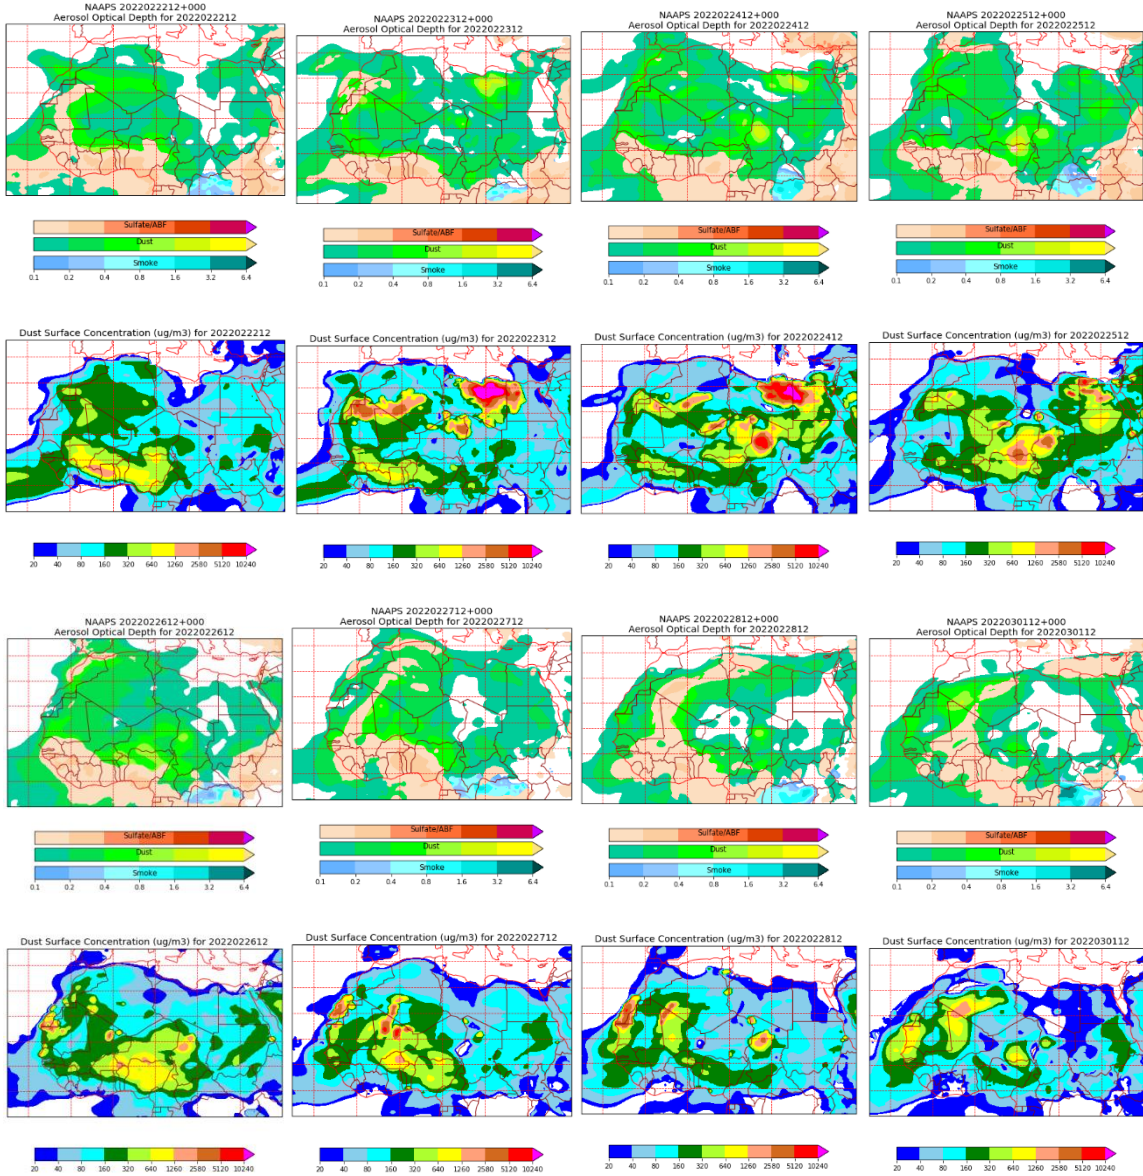 NAAPS 2022022212+000
Aerosol Optical Depth for 2022022212
NAAPS 2022022312+000
Aerosol Optical Depth for 2022022312
NAAPS 2022022412+000
Aerosol Optical Depth for 2022022412
NAAPS 2022022512+000
Aerosol Optical Depth for 2022022512
Sulfate/ABF
Dust
Smoke
0.1 0.2 0.4 0.8 1.6 3.2 6.4
Sulfate/ABF
Dust
Smoke
0.1 0.2 0.4 0.8 1.6 3.2 6.4
Sulfate/ABF
Dust
Smoke
0.1 0.2 0.4 0.8 1.6 3.2 6.4
Sulfate/ABF
Dust
Smoke
0.1 0.2 0.4 0.8 1.6 3.2 6.4
Dust Surface Concentration (ug/m3) for 2022022212
Dust Surface Concentration (ug/m3) for 2022022312
Dust Surface Concentration (ug/m3) for 2022022412
Dust Surface Concentration (ug/m3) for 2022022512
20 40 80 160 320 640 1260 2580 5120 10240
20 40 80 160 320 640 1260 2580 5120 10240
20 40 80 160 320 640 1260 2580 5120 10240
20 40 80 160 320 640 1260 2580 5120 10240
NAAPS 2022022612+000
Aerosol Optical Depth for 2022022612
NAAPS 2022022712+000
Aerosol Optical Depth for 2022022712
NAAPS 2022022812+000
Aerosol Optical Depth for 2022022812
NAAPS 2022030112+000
Aerosol Optical Depth for 2022030112
Sulfate/ABF
Dust
Smoke
0.1 0.2 0.4 0.8 1.6 3.2 6.4
Sulfate/ABF
Dust
Smoke
0.1 0.2 0.4 0.8 1.6 3.2 6.4
Sulfate/ABF
Dust
Smoke
0.1 0.2 0.4 0.8 1.6 3.2 6.4
Sulfate/ABF
Dust
Smoke
0.1 0.2 0.4 0.8 1.6 3.2 6.4
Dust Surface Concentration (ug/m3) for 2022022612
Dust Surface Concentration (ug/m3) for 2022022712
Dust Surface Concentration (ug/m3) for 2022022812
Dust Surface Concentration (ug/m3) for 2022030112
20 40 80 160 320 640 1260 2580 5120 10240
20 40 80 160 320 640 1260 2580 5120 10240
20 40 80 160 320 640 1260 2580 5120 10240
20 40 80 160 320 640 1260 2580 5120 10240